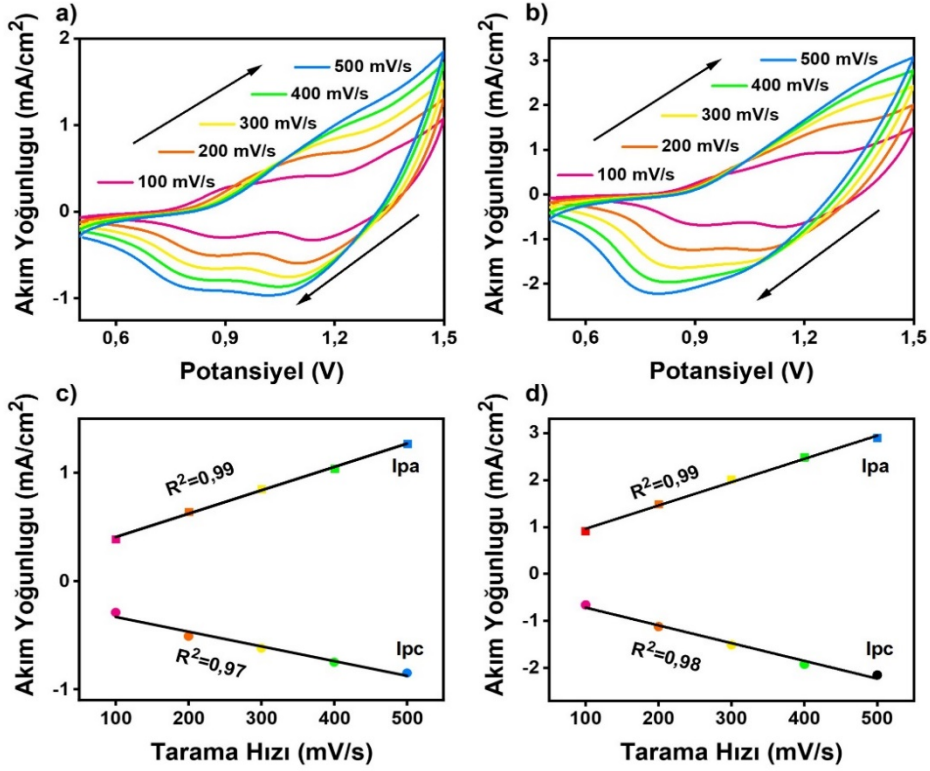 a)
Akım Yoğunlugu (mA/cm²)
2
1
0
-1
500 mV/s
400 mV/s
300 mV/s
200 mV/s
100 mV/s
0,6
0,9
1,2
1,5
Potansiyel (V)
b)
Akım Yoğunlugu (mA/cm²)
3
2
1
0
-1
-2
500 mV/s
400 mV/s
300 mV/s
200 mV/s
100 mV/s
0,6
0,9
1,2
1,5
Potansiyel (V)
c)
Akım Yoğunlugu (mA/cm²)
1
0
-1
R²=0,99
Ipa
Ipc
R²=0,97
100
200
300
400
500
Tarama Hızı (mV/s)
d)
Akım Yoğunlugu (mA/cm²)
3
2
1
0
-1
-2
R²=0,99
Ipa
Ipc
R²=0,98
100
200
300
400
500
Tarama Hızı (mV/s)